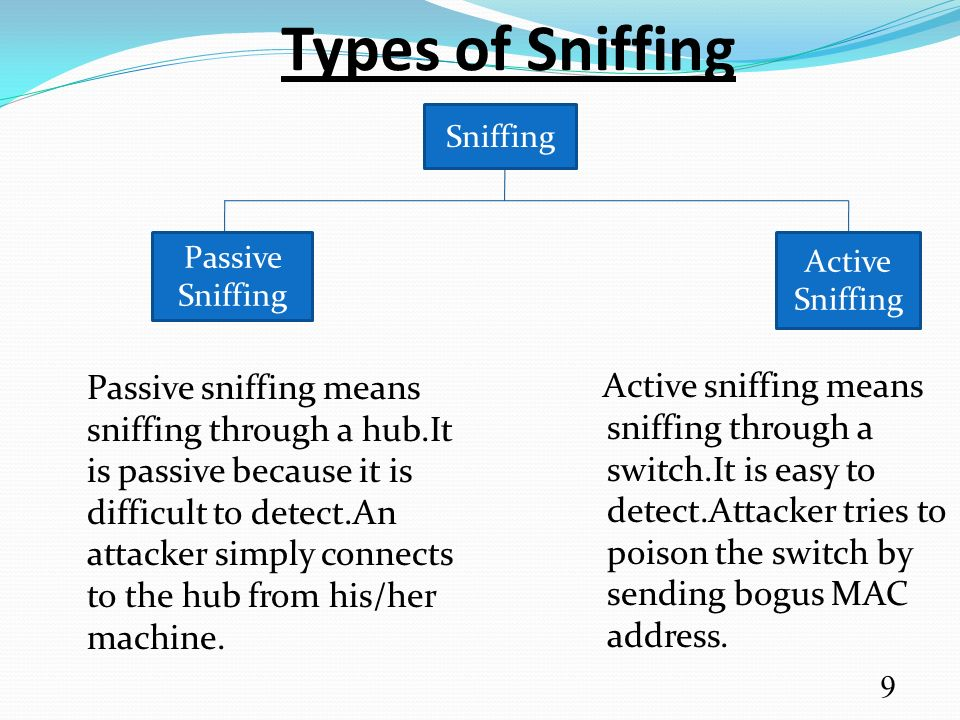 Types of Sniffing
Sniffing
Passive
Sniffing
Active
Sniffing
Passive sniffing means
sniffing through a hub.It
is passive because it is
difficult to detect.An
attacker simply connects
to the hub from his/her
machine.
Active sniffing means
sniffing through a
switch.It is easy to
detect.Attacker tries to
poison the switch by
sending bogus MAC
address.
9